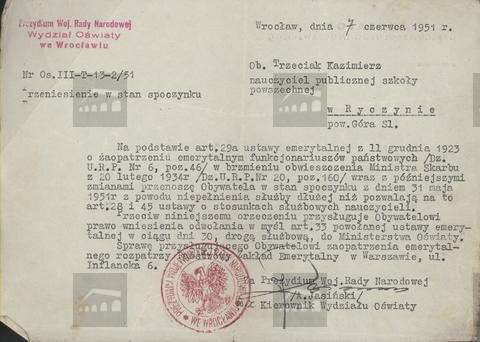 Prezydium Woj. Rady Narodowej
Wydział Oświaty
we Wrocławiu
Wrocław, dnia 7 czerwca 1951 r.
Nr Os.III-T-13-2/51
rzeniesienie w stan spoczynku
Ob. Trzeciak Kazimierz
nauczyciel publicznej szkoły
powszechnej
w Ryczynie
pow.Góra Śl.
Na podstawie art.29a ustawy emerytalnej z 11 grudnia 1923
o zaopatrzeniu emerytalnym funkcjonariuszów państwowych /Dz.
U.R.P. Nr 6, poz.46/ w brzmieniu obwieszczenia Ministra Skarbu
z 20 lutego 1934r /Dz.U.R.P.Nr 20, poz.160/ wraz z późniejszymi
zmianami przenoszę Obywatela w stan spoczynku z dniem 31 maja
1951r z powodu niepełnienia służby dłużej niż pozwalają na to
art.28 i 45 ustawy o stosunkach służbowych nauczycieli.
Przeciw niniejszemu orzeczeniu przysługuje Obywatelowi
prawo wniesienia odwołania w myśl art.33 powołanej ustawy emery-
talnej w ciągu dni 30, drogą służbową, do Ministerstwa Oświaty.
Sprawę przysługującego Obywatelowi zaopatrzenia emerytal-
nego rozpatrzy Państwowy Zakład Emerytalny w Warszawie, ul.
Inflancka 6.
Za Prezydium Woj.Rady Narodowej
/A.Jasiński/
Kierownik Wydziału Oświaty
WE WROCŁAWIU